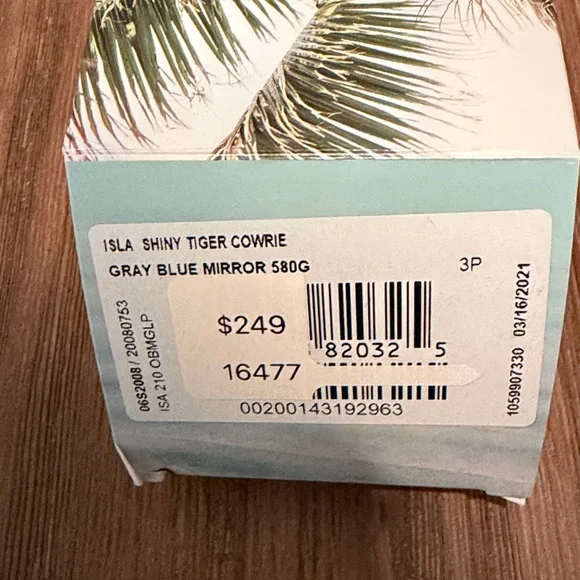 ISLA SHINY TIGER COWRIE
GRAY BLUE MIRROR 580G
3P
06S2008 / 20080753
ISA 210 OBMGLP
$249
16477
82032 5
00200143192963
1059907330 03/16/2021